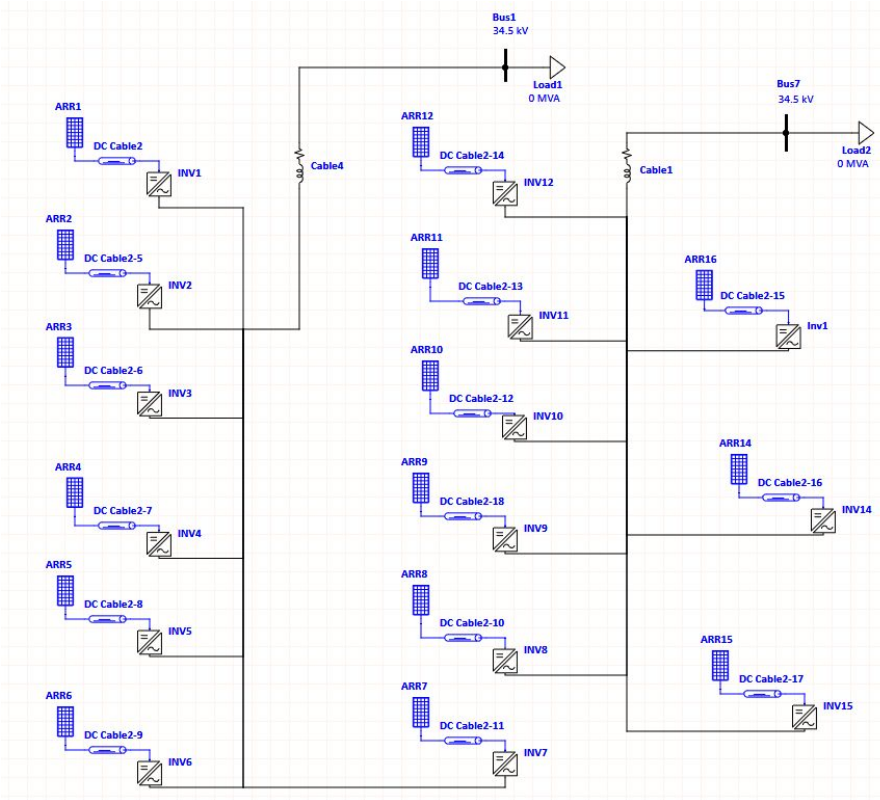 Bus1
34.5 kV
Load1
0 MVA
Bus7
34.5 kV
Load2
0 MVA
ARR1
DC Cable2
INV1
Cable4
ARR12
DC Cable2-14
INV12
Cable1
ARR2
DC Cable2-5
INV2
ARR11
DC Cable2-13
INV11
ARR16
DC Cable2-15
Inv1
ARR3
DC Cable2-6
INV3
ARR10
DC Cable2-12
INV10
ARR4
DC Cable2-7
INV4
ARR9
DC Cable2-18
INV9
ARR14
DC Cable2-16
INV14
ARR5
DC Cable2-8
INV5
ARR8
DC Cable2-10
INV8
ARR15
DC Cable2-17
INV15
ARR6
DC Cable2-9
INV6
ARR7
DC Cable2-11
INV7